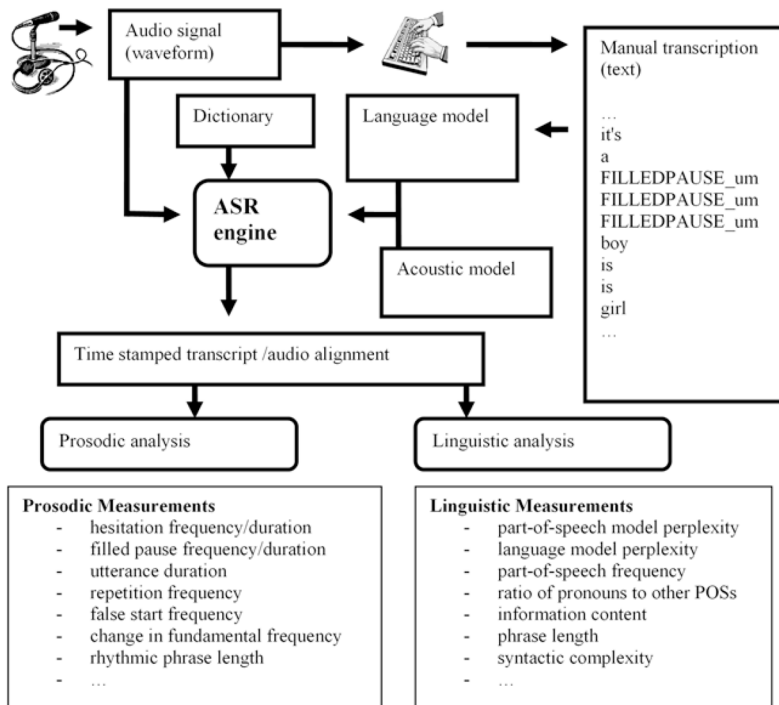 Audio signal
(waveform)
Manual transcription
(text)
…
it's
a
FILLEDPAUSE_um
FILLEDPAUSE_um
FILLEDPAUSE_um
boy
is
is
girl
…
Dictionary
Language model
ASR
engine
Acoustic model
Time stamped transcript /audio alignment
Prosodic analysis
Linguistic analysis
Prosodic Measurements
- hesitation frequency/duration
- filled pause frequency/duration
- utterance duration
- repetition frequency
- false start frequency
- change in fundamental frequency
- rhythmic phrase length
- …
Linguistic Measurements
- part-of-speech model perplexity
- language model perplexity
- part-of-speech frequency
- ratio of pronouns to other POSs
- information content
- phrase length
- syntactic complexity
- …